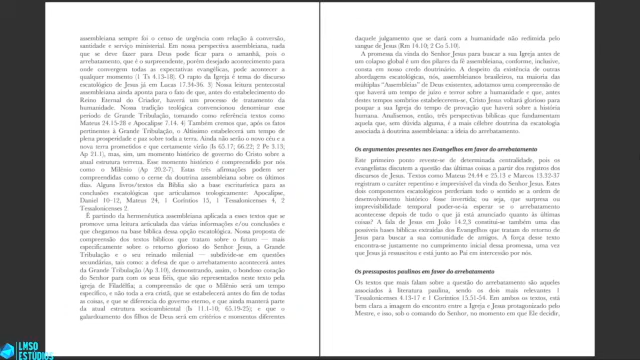 assembleiana sempre foi o censo de urgência com relação à conversão,
santidade e serviço ministerial. Em nossa perspectiva assembleiana, nada
que se deve fazer para Deus pode ficar para o amanhã, pois o
arrebatamento, que é o surpreendente, porém desejado acontecimento para
onde convergem todas as expectativas evangélicas, pode acontecer a
qualquer momento (1 Ts 4.13-18). O rapto da Igreja é tema do discurso
escatológico de Jesus já em Lucas 17.34-36. Nossa leitura pentecostal
assembleiana ainda aponta para o fato de que, antes do estabelecimento do
Reino Eternal do Criador, haverá um processo de tratamento da
humanidade. Nossa tradição teológica convencionou denominar esse
período de Grande Tribulação, tomando como referência textos como
Mateus 24.15-28 e Apocalipse 7.14. Também cremos que, após os fatos
pertinentes à Grande Tribulação, o Altíssimo estabelecerá um tempo de
plena prosperidade e paz sobre toda a terra. Ainda não serão o novo céu e a
nova terra prometidos e que certamente virão (Is 65.17; 66.22; 2 Pe 3.13;
Ap 21.1), mas, sim, um momento histórico de governo do Cristo sobre a
atual estrutura terrestre. Esse momento histórico é compreendido por nós
como o Milênio (Ap 20.2-7). Estas três afirmações podem ser
compreendidas como o cerne da doutrina assembleiana sobre os últimos
dias. Alguns livros/textos da Bíblia são a base escriturística para as
conclusões escatológicas que articulamos teologicamente: Apocalipse,
Daniel 10-12, Mateus 24, 1 Coríntios 15, 1 Tessalonicenses 4, 2
Tessalonicenses 2.
É partindo da hermenêutica assembleiana aplicada a esses textos que se
promove uma leitura articulada das várias informações e/ou conclusões e
que chegamos na base bíblica dessa opção escatológica. Nossa proposta de
compreensão dos textos bíblicos que tratam sobre o futuro — mais
especificamente sobre o retorno glorioso do Senhor Jesus, a Grande
Tribulação e o seu reinado milenial — subdivide-se em questões
secundárias, tais como: a defesa de que o arrebatamento acontecerá antes
da Grande Tribulação (Ap 3.10), demonstrando, assim, o bondoso coração
do Senhor para com os seus fiéis, que são representados neste texto pela
igreja de Filadélfia; a compreensão de que o Milênio será um tempo
específico, e não toda a era cristã, que se estabelecerá antes do fim de todas
as coisas, e que se diferencia do governo eterno, e que ainda manterá parte
da atual estrutura socioambiental (Is 11.1-10; 65.19-25); e que o
galardoamento dos filhos de Deus será em critérios e momentos diferentes
daquele julgamento que se dará com a humanidade não redimida pelo
sangue de Jesus (Rm 14.10; 2 Co 5.10).
A promessa da vinda do Senhor Jesus para buscar a sua Igreja antes de
um colapso global é um dos pilares da fé assembleiana, conforme, inclusive,
consta em nosso credo doutrinário. A despeito da existência de outras
abordagens escatológicas, nós, assembleianos brasileiros, na maioria das
múltiplas "Assembleias" de Deus existentes, adotamos uma compreensão de
que haverá um tempo de juízo e terror sobre a humanidade e que, antes
destes tempos sombrios estabelecerem-se, Cristo Jesus voltará glorioso para
poupar a sua Igreja do tempo de provação que haverá sobre a história
humana. Analisemos, então, três perspectivas bíblicas que fundamentam
aquela que, sem dúvida alguma, é a mais célebre doutrina da escatologia
associada à doutrina assembleiana: a ideia do arrebatamento.
Os argumentos presentes nos Evangelhos em favor do arrebatamento
Este primeiro ponto reveste-se de determinada centralidade, pois os
evangelistas discutem a questão das últimas coisas a partir dos registros dos
discursos de Jesus. Textos como Mateus 24.44 e 25.13 e Marcos 13.32-37
registram o caráter repentino e imprevisível da vinda do Senhor Jesus. Estes
dois componentes escatológicos perderiam todo o sentido se a ordem de
desenvolvimento histórico fosse invertida, ou seja, que surpresa ou
imprevisibilidade temporal poder-se-ia esperar se o arrebatamento
acontecesse depois de tudo o que já está anunciado quanto às últimas
coisas? A fala de Jesus em João 14.2,3 constitui-se também uma das
possíveis bases bíblicas extraídas do Evangelho que tratam do retorno de
Jesus para buscar a sua comunidade de amigos. A força desse texto
encontra-se justamente no cumprimento inicial dessa promessa, uma vez
que Jesus já ressuscitou e está junto ao Pai em intercessão por nós.
Os pressupostos paulinos em favor do arrebatamento
Os textos que mais falam sobre a questão do arrebatamento são aqueles
associados à literatura paulina, sendo os dois mais relevantes 1
Tessalonicenses 4.13-17 e 1 Coríntios 15.51-54. Em ambos os textos, está
bem clara a imagem do encontro entre a Igreja e Jesus protagonizado pelo
Mestre, e isso, sob o comando do Senhor, no momento em que Ele decidir,
LMSO
ESTUDIOS